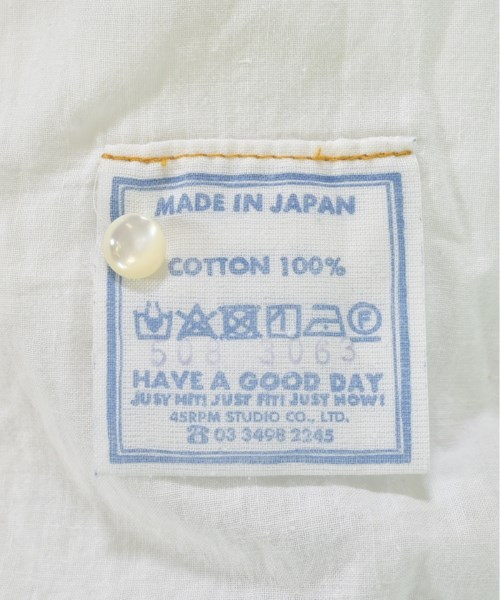 MADE IN JAPAN
COTTON 100%
F
508 3063
HAVE A GOOD DAY
JUST HIT! JUST FIT! JUST NOW!
45RPM STUDIO CO., LTD.
☎ 03 3498 2245